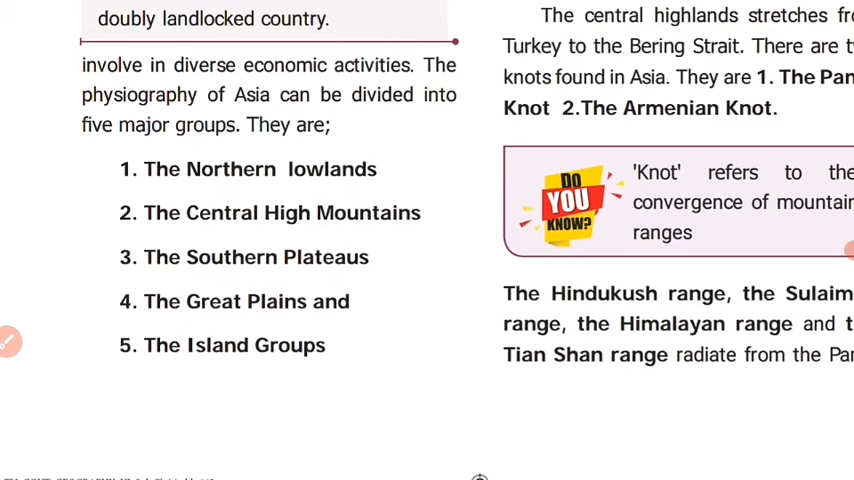 doubly landlocked country.
involve in diverse economic activities. The
physiography of Asia can be divided into
five major groups. They are;
1. The Northern lowlands
2. The Central High Mountains
3. The Southern Plateaus
4. The Great Plains and
5. The Island Groups
The central highlands stretches
Turkey to the Bering Strait. There are
knots found in Asia. They are 1. The
Knot 2.The Armenian Knot.
DO
YOU
KNOW?
'Knot' refers to the
convergence of mountain
ranges
The Hindukush range, the
range, the Himalayan range and
Tian Shan range radiate from the